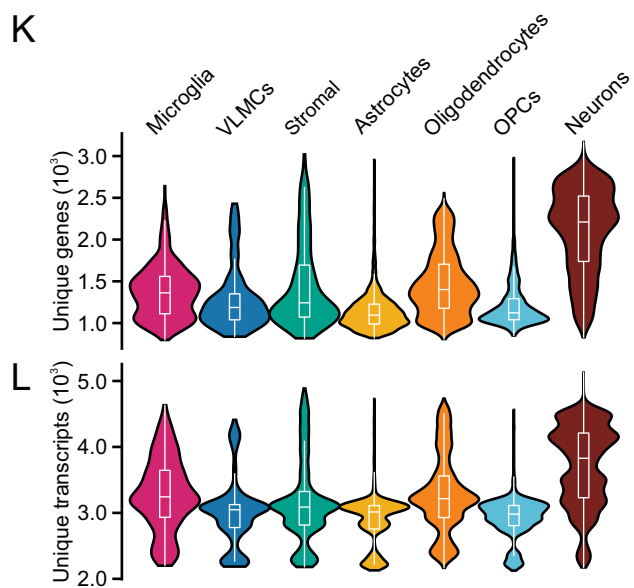 K
Microglia VLMCs Stromal Astrocytes Oligodendrocytes OPCs Neurons
Unique genes (10³)
3.0
2.5
2.0
1.5
1.0
L
Unique transcripts (10³)
5.0
4.0
3.0
2.0